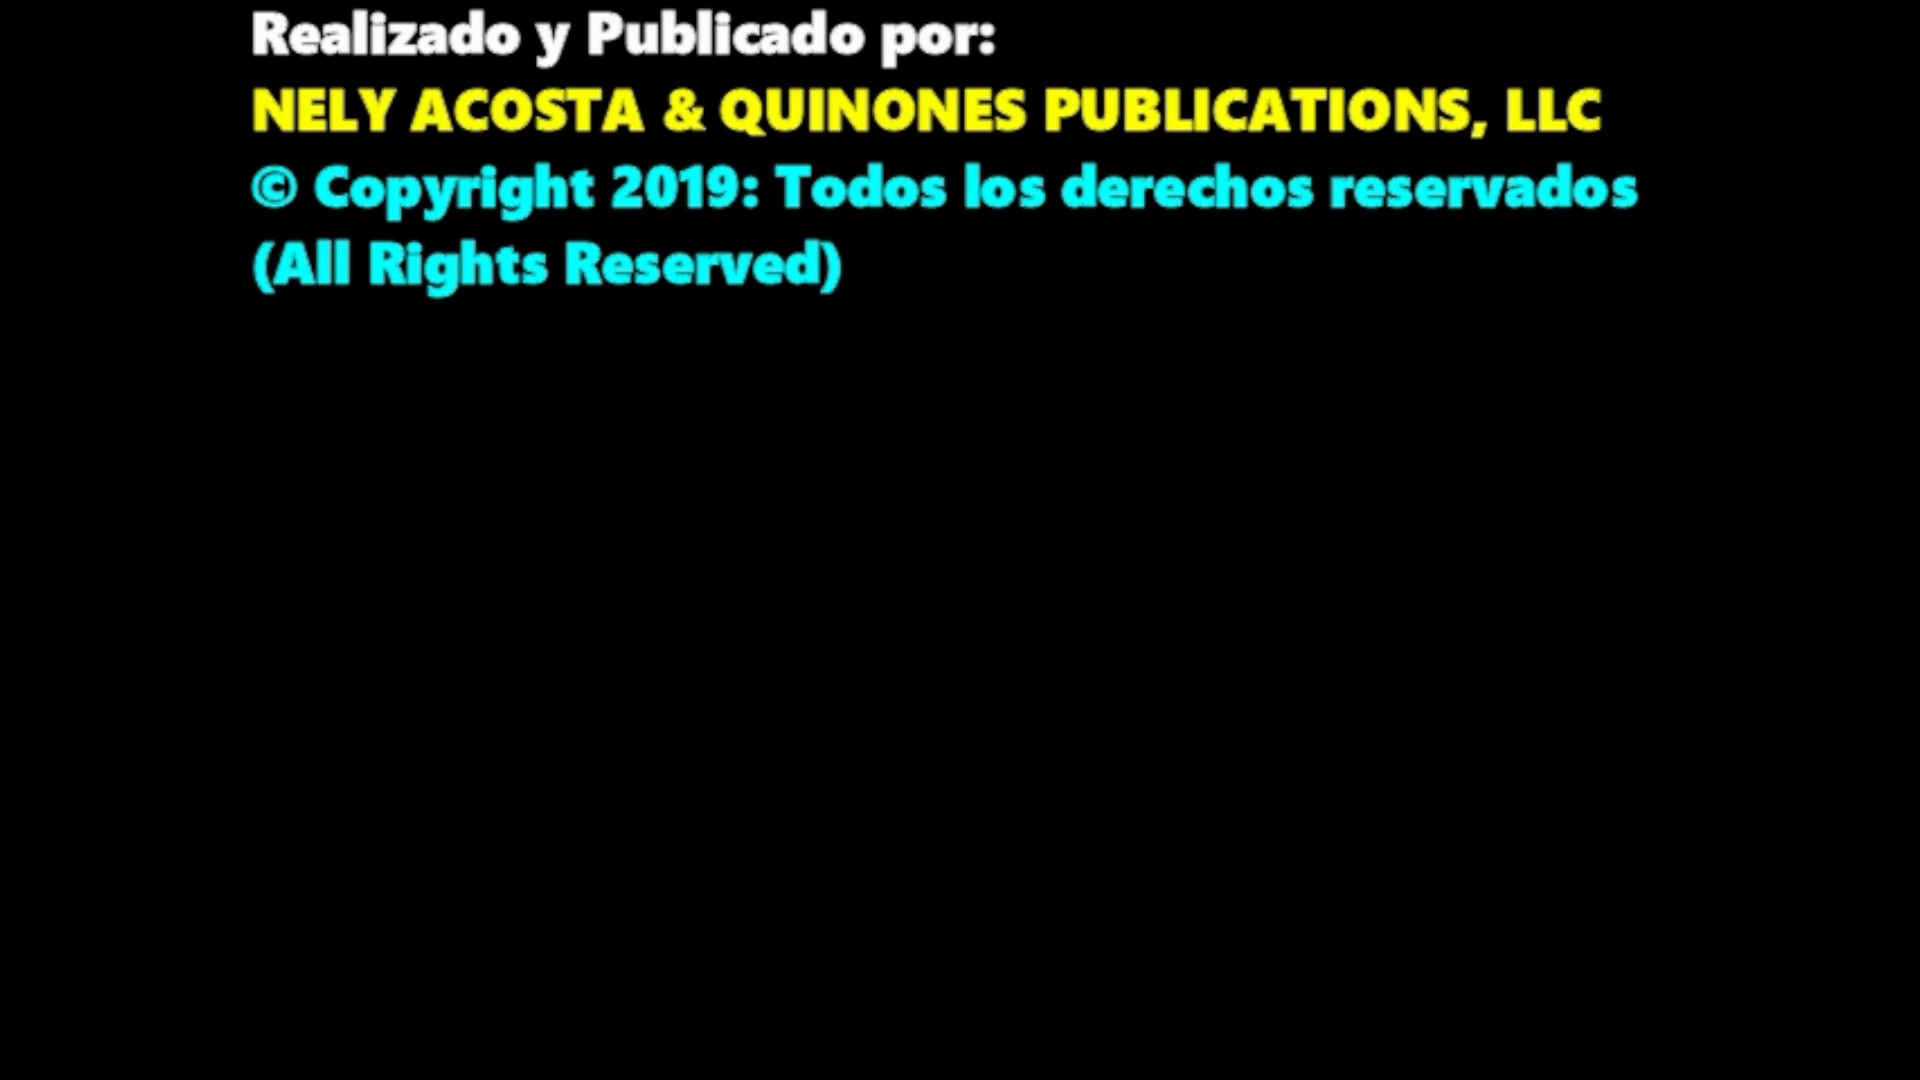 Realizado y Publicado por:
NELY ACOSTA & QUINONES PUBLICATIONS, LLC
© Copyright 2019: Todos los derechos reservados
(All Rights Reserved)